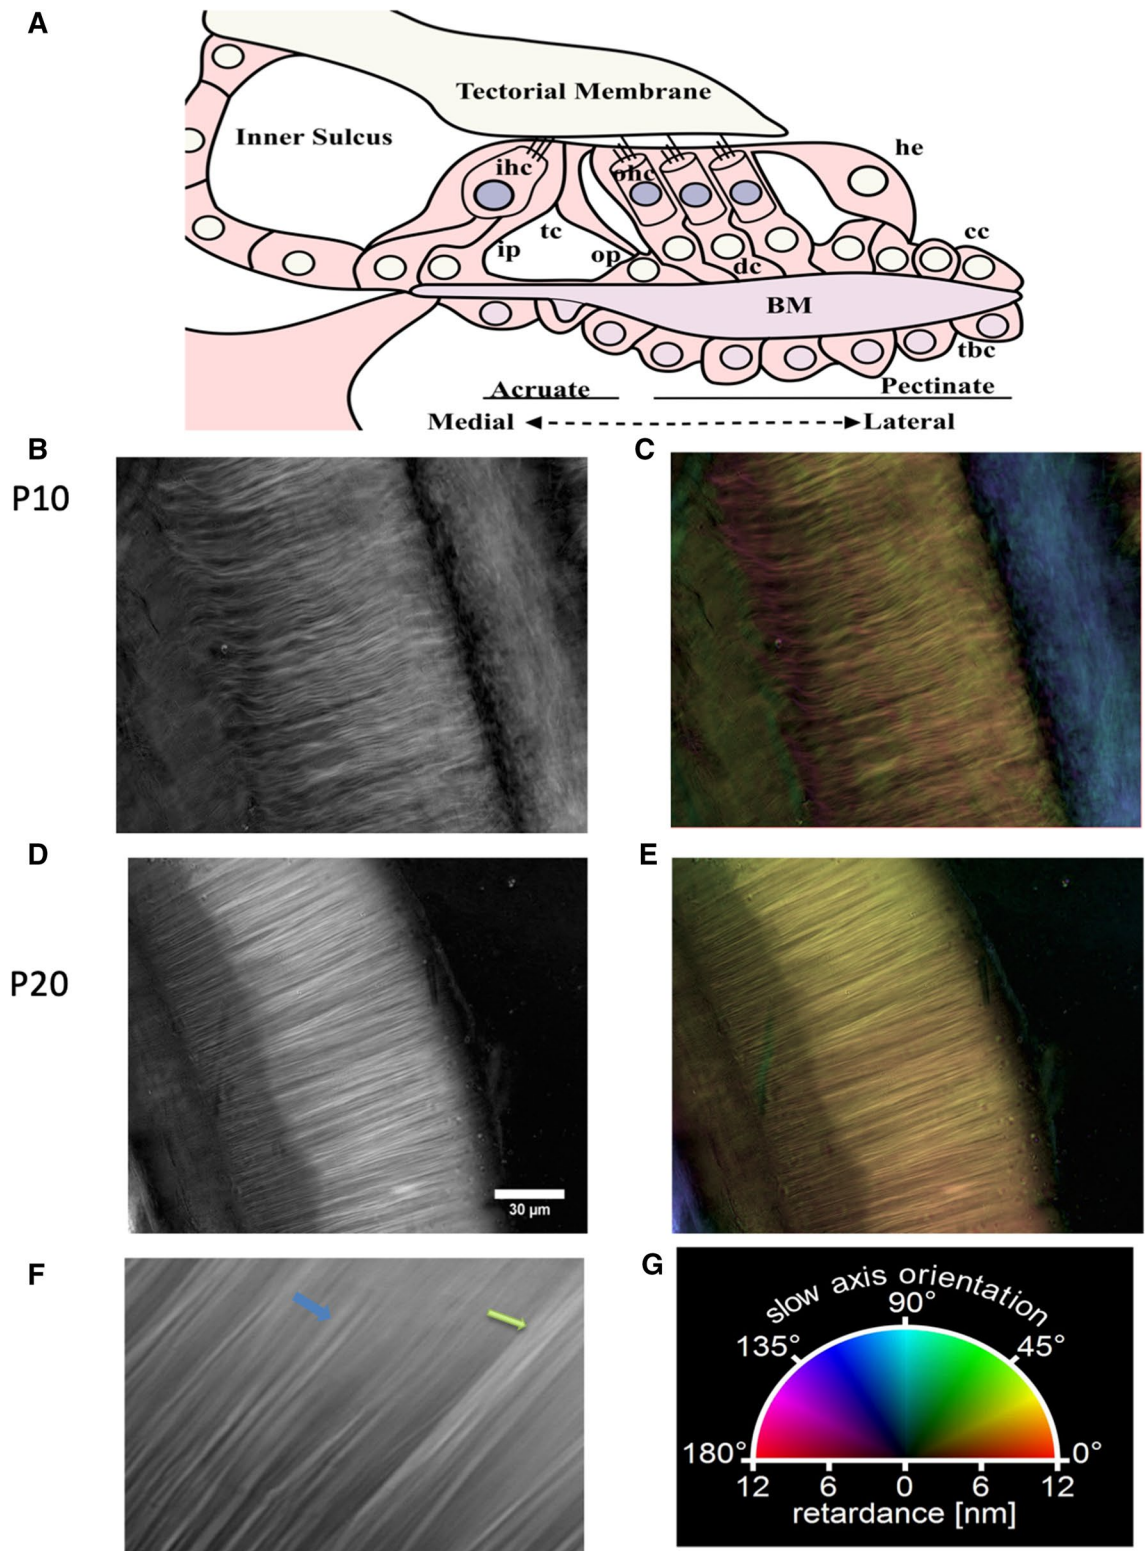 A
Tectorial Membrane
Inner Sulcus
he
ihc
ohc
tc
cc
ip
op
dc
BM
tbc
Acruate
Pectinate
Medial
Lateral
B
C
P10
D
E
P20
30 µm
F
G
slow axis orientation
90°
135°
45°
180°
0°
12 6 0 6 12
retardance [nm]